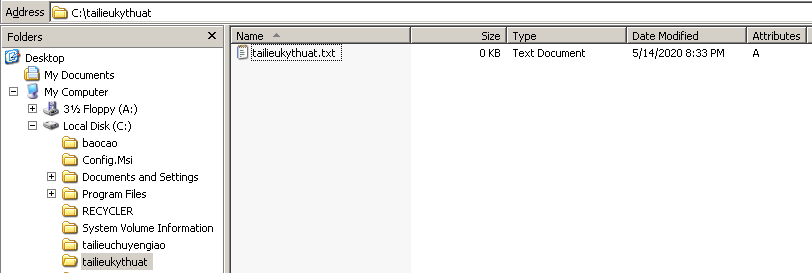 Address C:\tailieukythuat
Folders
Desktop
My Documents
My Computer
3½ Floppy (A:)
Local Disk (C:)
baocao
Config.Msi
Documents and Settings
Program Files
RECYCLER
System Volume Information
tailieuchuyengiao
tailieukythuat
Name Size Type Date Modified Attributes
tailieukythuat.txt 0 KB Text Document 5/14/2020 8:33 PM A